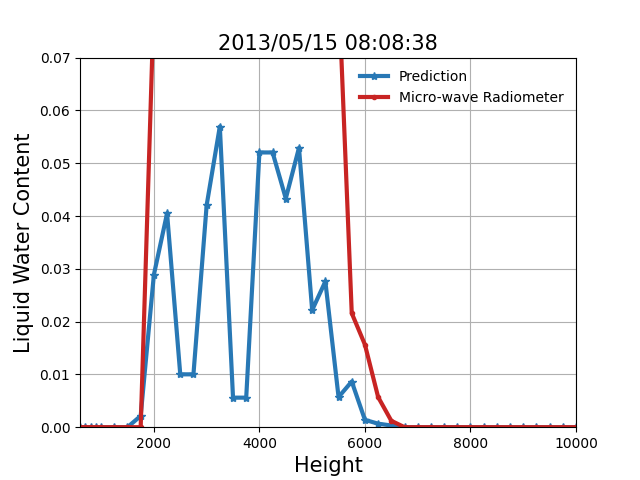 2013/05/15 08:08:38
0.07
0.06
0.05
0.04
0.03
0.02
0.01
0.00
Liquid Water Content
Prediction
Micro-wave Radiometer
2000 4000 6000 8000 10000
Height